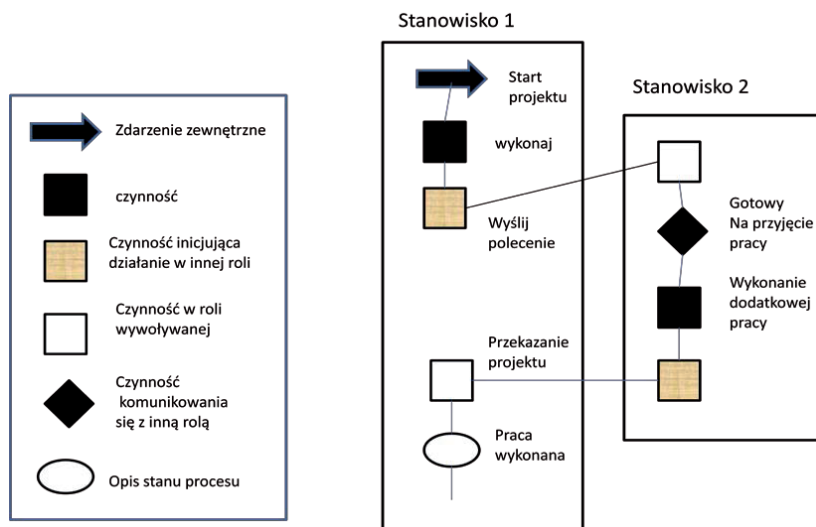 Stanowisko 1
Stanowisko 2
Zdarzenie zewnętrzne
czynność
Czynność inicjująca
działanie w innej roli
Czynność w roli
wywoływanej
Czynność
komunikowania
się z inną rolą
Opis stanu procesu
Start
projektu
wykonaj
Wyślij
polecenie
Przekazanie
projektu
Praca
wykonana
Gotowy
Na przyjęcie
pracy
Wykonanie
dodatkowej
pracy